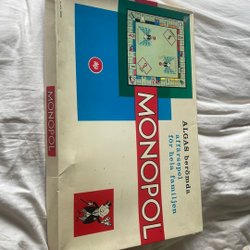 MONOPOL
ALGAS berömda
affärsspel
för hela familjen
MONOPOL